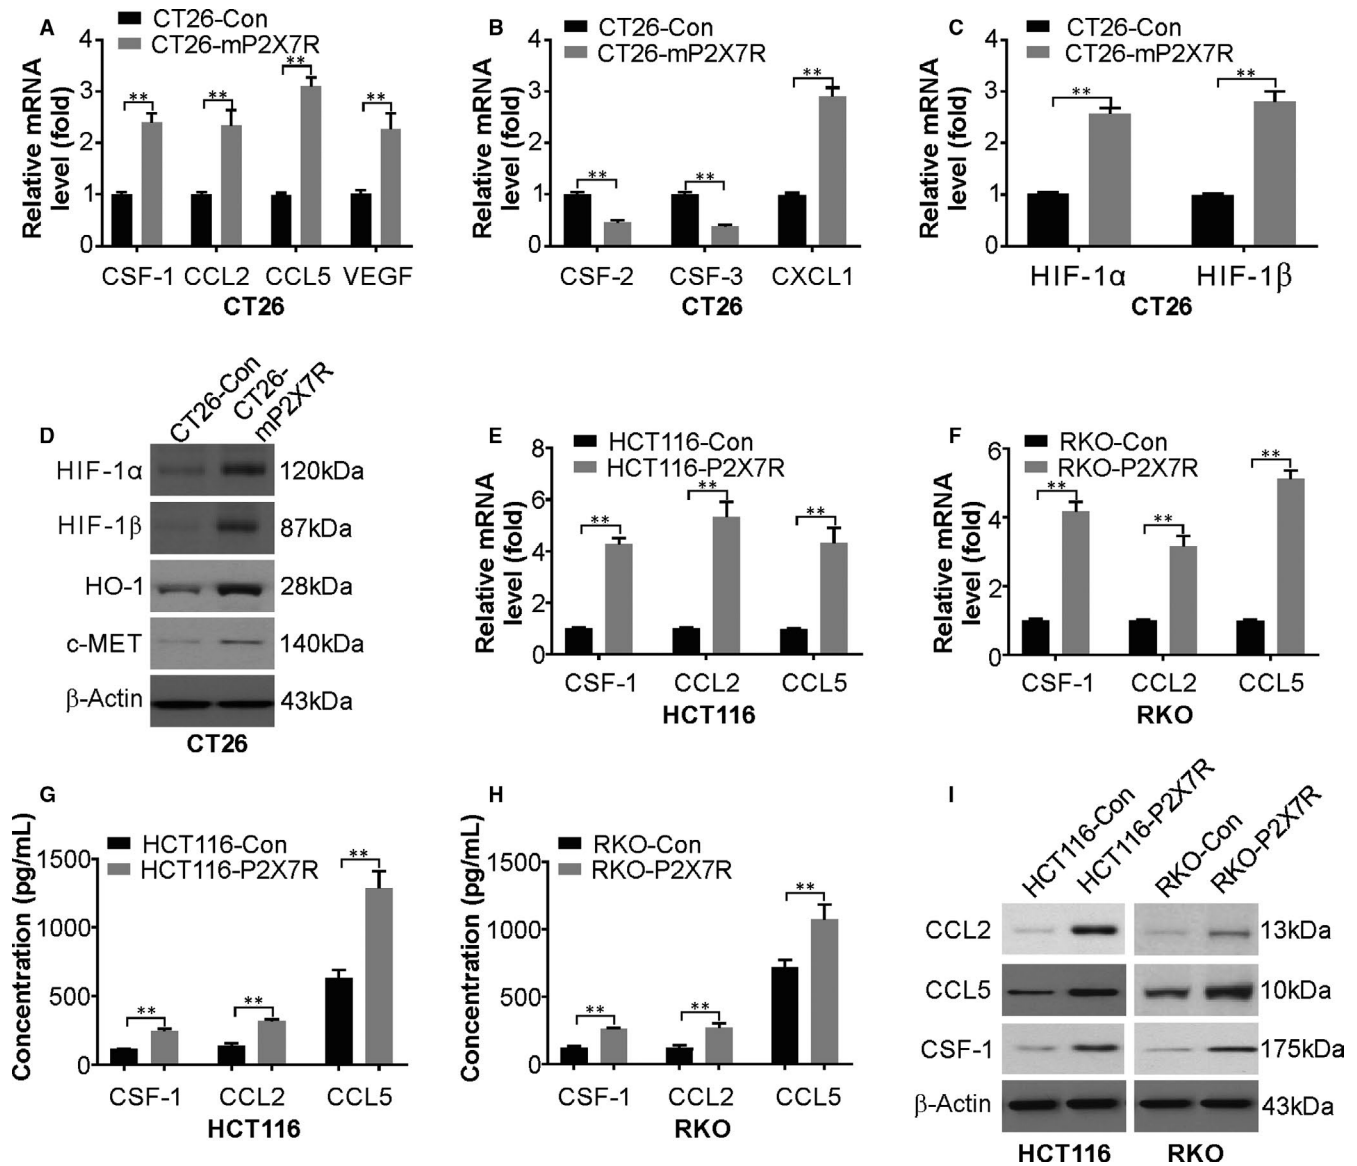 A
CT26-Con
CT26-mP2X7R
Relative mRNA
level (fold)
4
3
2
1
0
**
**
**
**
CSF-1 CCL2 CCL5 VEGF
CT26
B
CT26-Con
CT26-mP2X7R
Relative mRNA
level (fold)
4
3
2
1
0
**
**
**
CSF-2 CSF-3 CXCL1
CT26
C
CT26-Con
CT26-mP2X7R
Relative mRNA
level (fold)
4
3
2
1
0
**
**
HIF-1α HIF-1β
CT26
D
CT26-Con
CT26-
mP2X7R
HIF-1α 120kDa
HIF-1β 87kDa
HO-1 28kDa
c-MET 140kDa
β-Actin 43kDa
CT26
E
HCT116-Con
HCT116-P2X7R
Relative mRNA
level (fold)
8
6
4
2
0
**
**
**
CSF-1 CCL2 CCL5
HCT116
F
RKO-Con
RKO-P2X7R
Relative mRNA
level (fold)
6
4
2
0
**
**
**
CSF-1 CCL2 CCL5
RKO
G
HCT116-Con
HCT116-P2X7R
Concentration (pg/mL)
1500
1000
500
0
**
**
**
CSF-1 CCL2 CCL5
HCT116
H
RKO-Con
RKO-P2X7R
Concentration (pg/mL)
1500
1000
500
0
**
**
**
CSF-1 CCL2 CCL5
RKO
I
HCT116-Con
HCT116-P2X7R
RKO-Con
RKO-P2X7R
CCL2 13kDa
CCL5 10kDa
CSF-1 175kDa
β-Actin 43kDa
HCT116 RKO